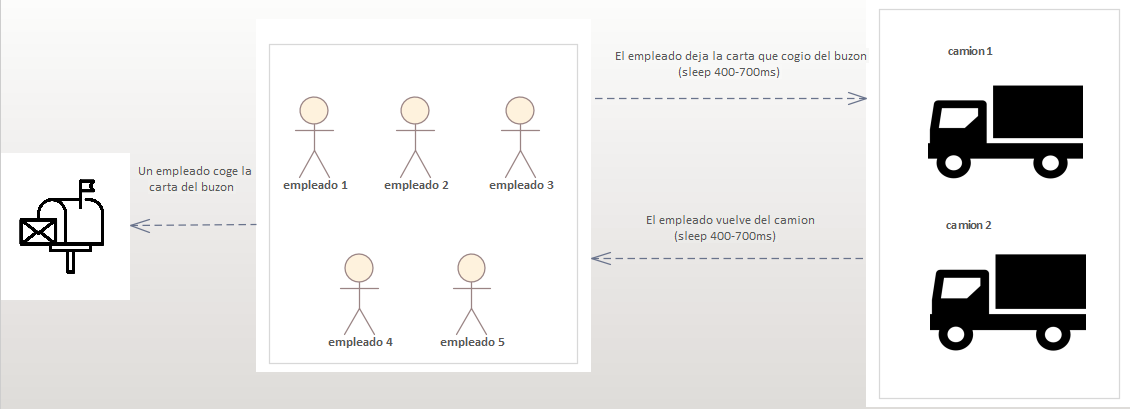 Un empleado coge la
carta del buzon
empleado 1
empleado 2
empleado 3
empleado 4
empleado 5
El empleado deja la carta que cogio del buzon
(sleep 400-700ms)
El empleado vuelve del camion
(sleep 400-700ms)
camion 1
camion 2